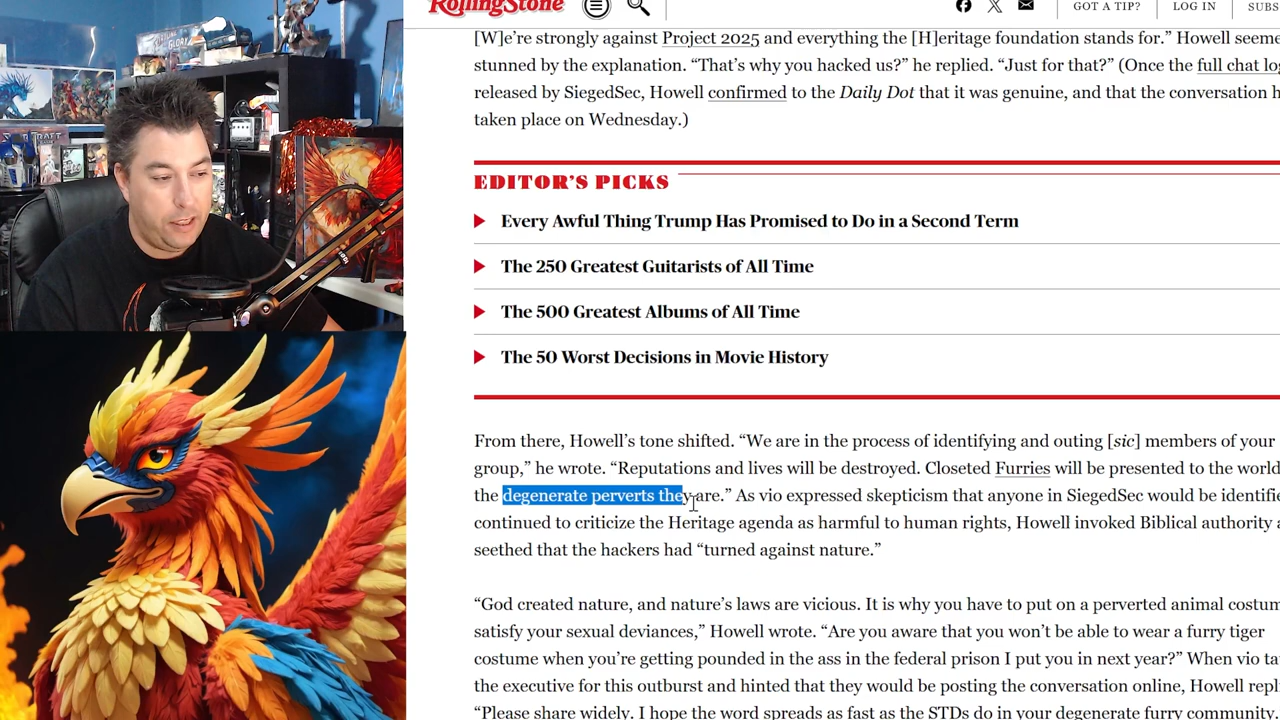 RollingStone
GOT A TIP?
LOG IN
SUBS
[W]e’re strongly against Project 2025 and everything the [H]eritage foundation stands for.” Howell seeme
stunned by the explanation. “That’s why you hacked us?” he replied. “Just for that?” (Once the full chat log
released by SiegedSec, Howell confirmed to the Daily Dot that it was genuine, and that the conversation h
taken place on Wednesday.)
EDITOR’S PICKS
Every Awful Thing Trump Has Promised to Do in a Second Term
The 250 Greatest Guitarists of All Time
The 500 Greatest Albums of All Time
The 50 Worst Decisions in Movie History
From there, Howell’s tone shifted. “We are in the process of identifying and outing [sic] members of your
group,” he wrote. “Reputations and lives will be destroyed. Closeted Furries will be presented to the world
the degenerate perverts they are.” As vio expressed skepticism that anyone in SiegedSec would be identifie
continued to criticize the Heritage agenda as harmful to human rights, Howell invoked Biblical authority a
seethed that the hackers had “turned against nature.”
“God created nature, and nature’s laws are vicious. It is why you have to put on a perverted animal costum
satisfy your sexual deviances,” Howell wrote. “Are you aware that you won’t be able to wear a furry tiger
costume when you’re getting pounded in the ass in the federal prison I put you in next year?” When vio ta
the executive for this outburst and hinted that they would be posting the conversation online, Howell repli
“Please share widely. I hope the word spreads as fast as the STDs do in your degenerate furry community.